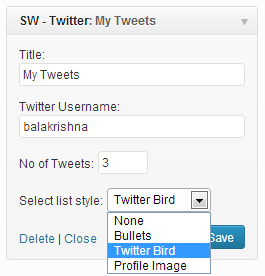 SW - Twitter: My Tweets
Title:
My Tweets
Twitter Username:
balakrishna
No of Tweets: 3
Select list style: Twitter Bird
None
Bullets
Twitter Bird
Profile Image
Delete | Close
Save